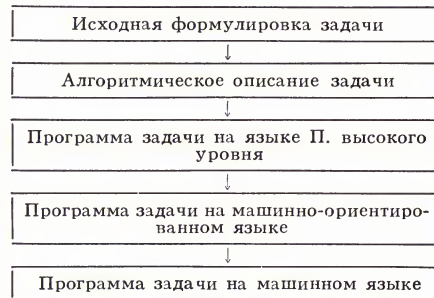 Исходная формулировка задачи
Алгоритмическое описание задачи
Программа задачи на языке П. высокого
уровня
Программа задачи на машинно-ориентиро-
ванном языке
Программа задачи на машинном языке